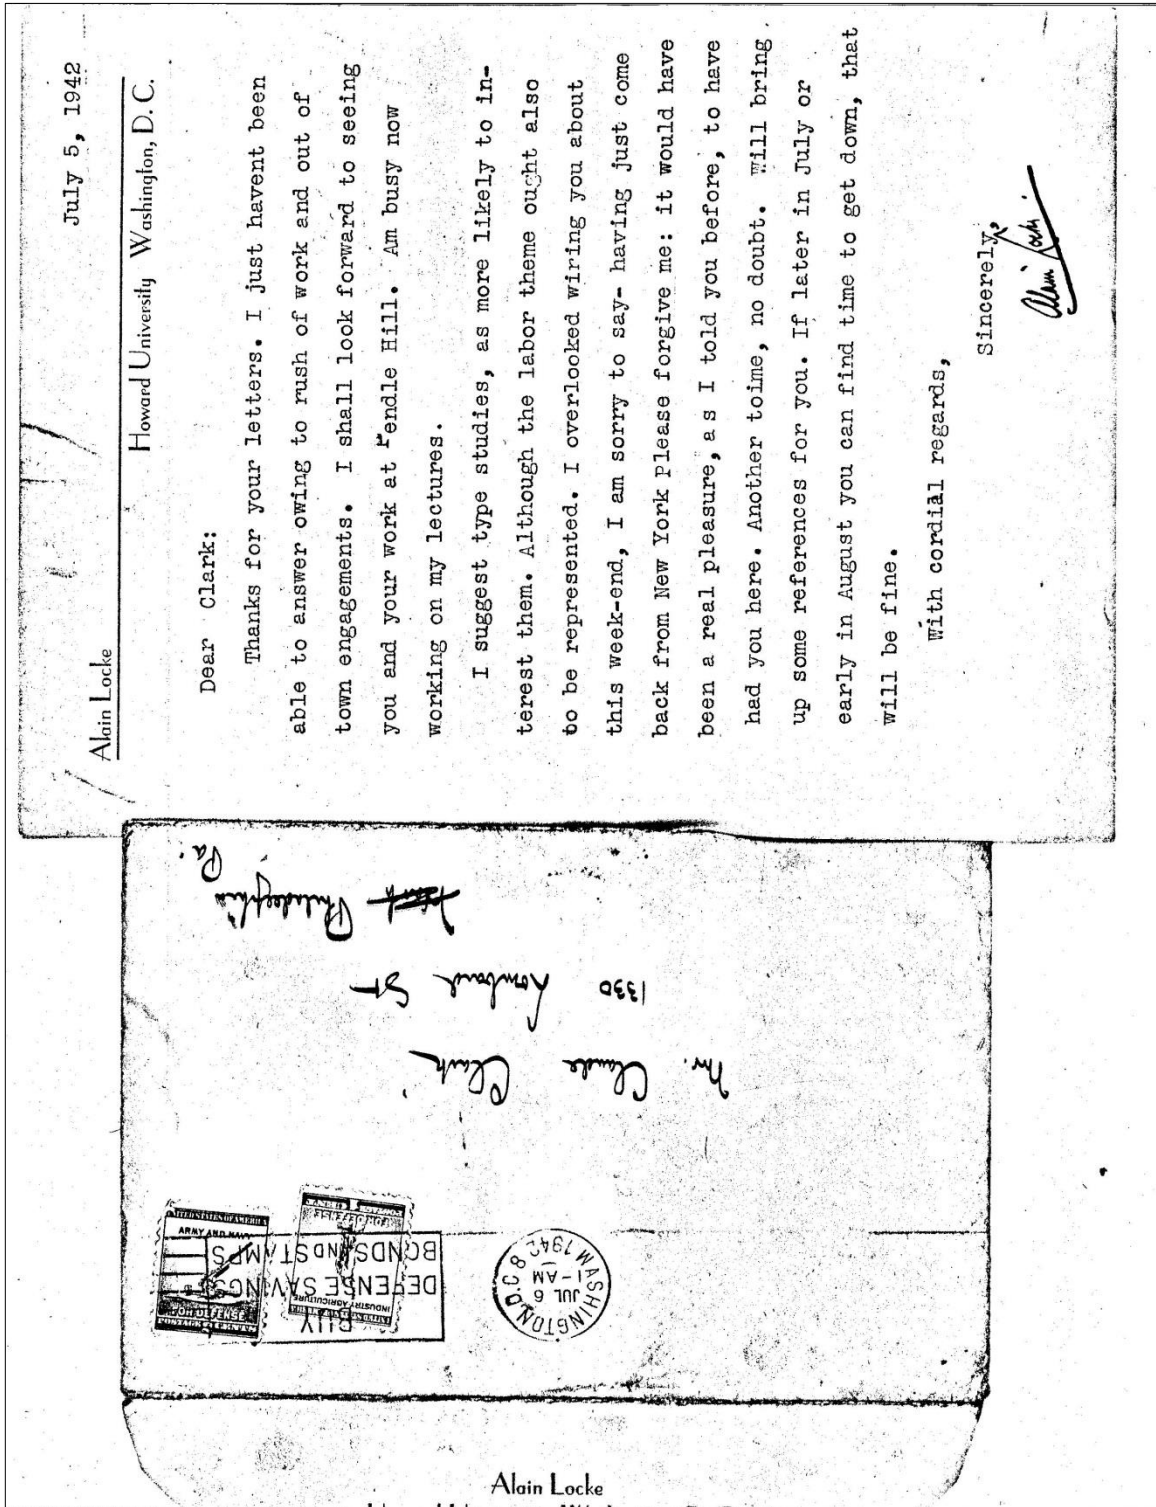 July 5, 1942
Alain Locke
Howard University Washington, D.C.
Dear Clark:
Thanks for your letters. I just havent been
able to answer owing to rush of work and out of
town engagements. I shall look forward to seeing
you and your work at Pendle Hill. Am busy now
working on my lectures.
I suggest type studies, as more likely to in-
terest them. Although the labor theme ought also
to be represented. I overlooked wiring you about
this week-end, I am sorry to say- having just come
back from New York Please forgive me: it would have
been a real pleasure, as I told you before, to have
had you here. Another toime, no doubt. Will bring
up some references for you. If later in July or
early in August you can find time to get down, that
will be fine.
With cordial regards,
Sincerely,
Alain Locke
Mr. Claude Clark
1330 Lombard St
Philadelphia
Pa.
WASHINGTON, D.C. 8
JUL 6
1-AM
1942
BUY
DEFENSE SAVINGS
BONDS AND STAMPS
UNITED STATES OF AMERICA
ARMY AND NAVY
FOR DEFENSE
INDUSTRY AGRICULTURE
FOR DEFENSE
Alain Locke